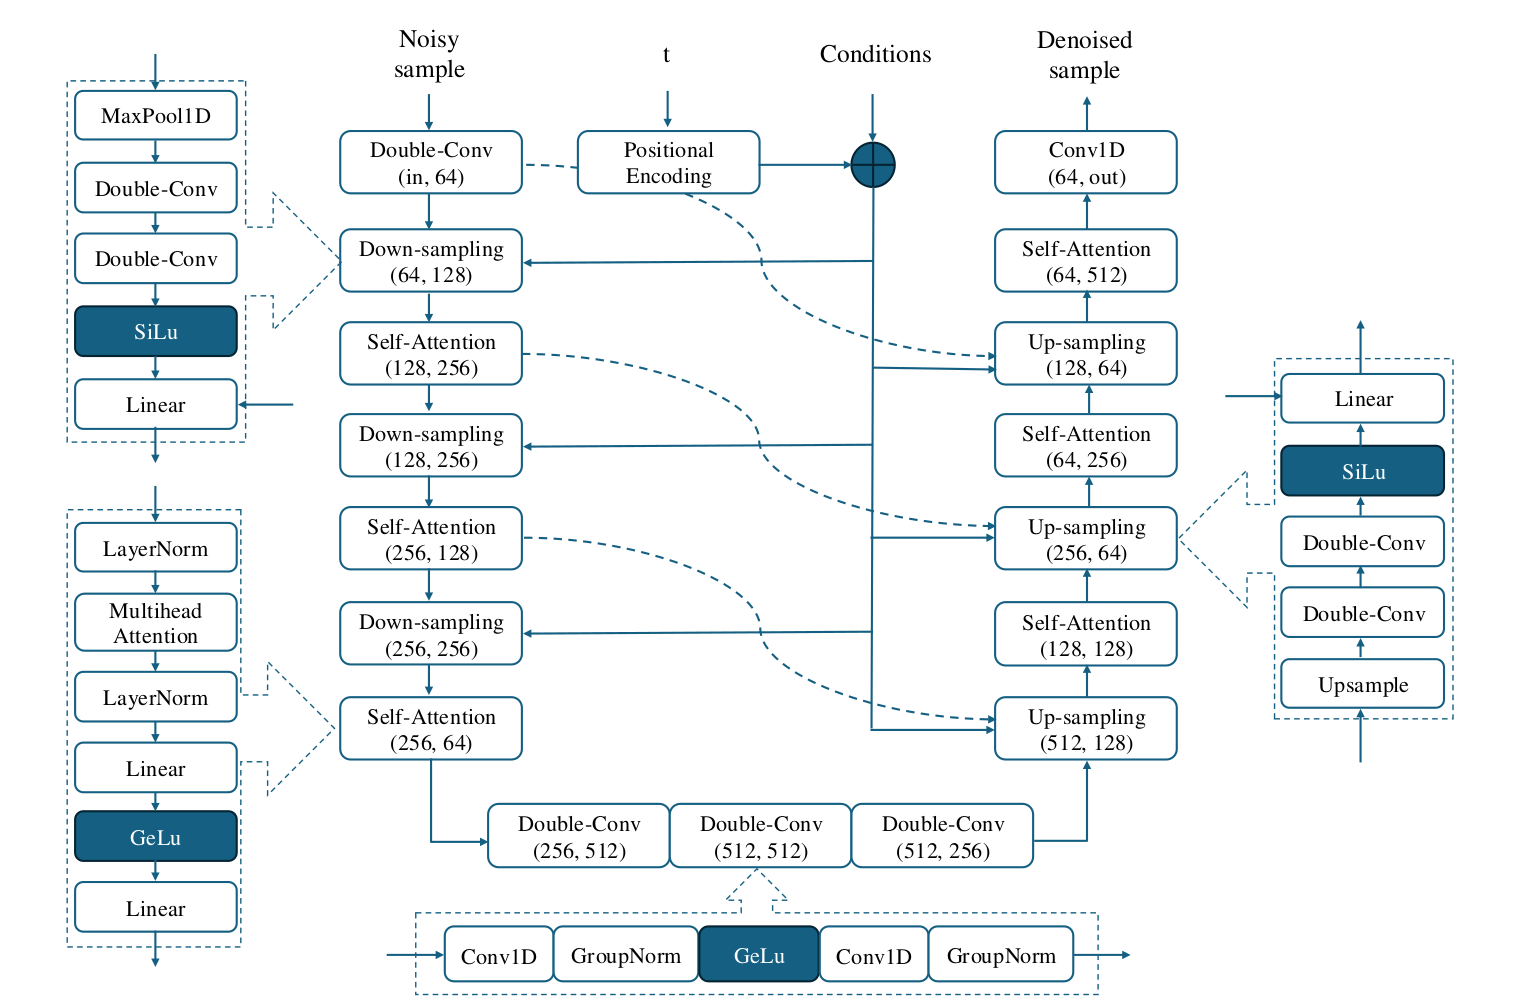 Noisy
sample
t
Conditions
Denoised
sample
MaxPool1D
Double-Conv
Double-Conv
SiLu
Linear
LayerNorm
Multihead
Attention
LayerNorm
Linear
GeLu
Linear
Double-Conv
(in, 64)
Down-sampling
(64, 128)
Self-Attention
(128, 256)
Down-sampling
(128, 256)
Self-Attention
(256, 128)
Down-sampling
(256, 256)
Self-Attention
(256, 64)
Positional
Encoding
Double-Conv
(256, 512)
Double-Conv
(512, 512)
Double-Conv
(512, 256)
Conv1D
GroupNorm
GeLu
Conv1D
GroupNorm
Conv1D
(64, out)
Self-Attention
(64, 512)
Up-sampling
(128, 64)
Self-Attention
(64, 256)
Up-sampling
(256, 64)
Self-Attention
(128, 128)
Up-sampling
(512, 128)
Linear
SiLu
Double-Conv
Double-Conv
Upsample